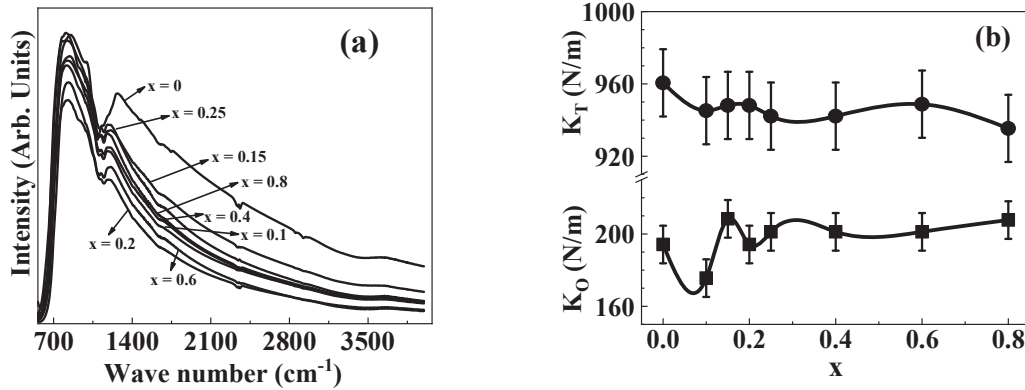 (a)
Intensity (Arb. Units)
x = 0
x = 0.25
x = 0.15
x = 0.8
x = 0.4
x = 0.1
x = 0.2
x = 0.6
700 1400 2100 2800 3500
Wave number (cm⁻¹)
(b)
K_T (N/m)
1000
960
920
K_O (N/m)
200
160
0.0 0.2 0.4 0.6 0.8
x